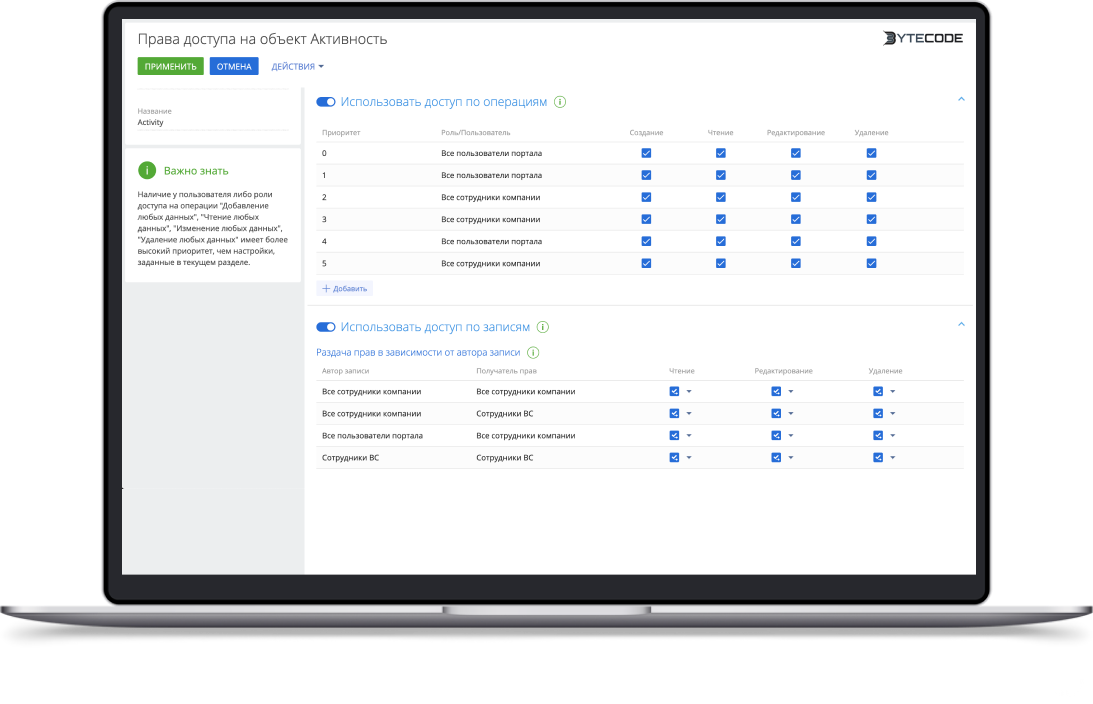 Права доступа на объект Активность
BYTECODE
ПРИМЕНИТЬ ОТМЕНА ДЕЙСТВИЯ
Название
Activity
Важно знать
Наличие у пользователя либо роли
доступа на операции "Добавление
любых данных", "Чтение любых
данных", "Изменение любых данных",
"Удаление любых данных" имеет более
высокий приоритет, чем настройки,
заданные в текущем разделе.
Использовать доступ по операциям
Приоритет Роль/Пользователь Создание Чтение Редактирование Удаление
0 Все пользователи портала
1 Все пользователи портала
2 Все сотрудники компании
3 Все сотрудники компании
4 Все пользователи портала
5 Все сотрудники компании
+ Добавить
Использовать доступ по записям
Раздача прав в зависимости от автора записи
Автор записи Получатель прав Чтение Редактирование Удаление
Все сотрудники компании Все сотрудники компании
Все сотрудники компании Сотрудники ВС
Все пользователи портала Все сотрудники компании
Сотрудники ВС Сотрудники ВС